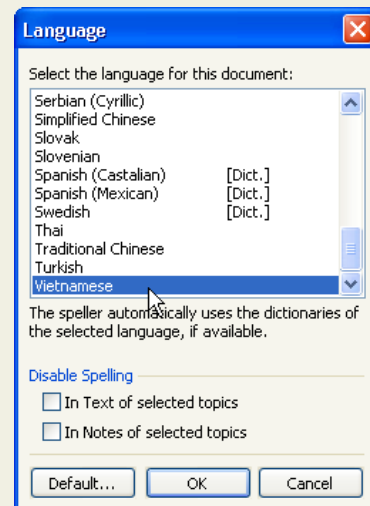 Language
Select the language for this document:
Serbian (Cyrillic)
Simplified Chinese
Slovak
Slovenian
Spanish (Castalian) [Dict.]
Spanish (Mexican) [Dict.]
Swedish [Dict.]
Thai
Traditional Chinese
Turkish
Vietnamese
The speller automatically uses the dictionaries of
the selected language, if available.
Disable Spelling
In Text of selected topics
In Notes of selected topics
Default... OK Cancel